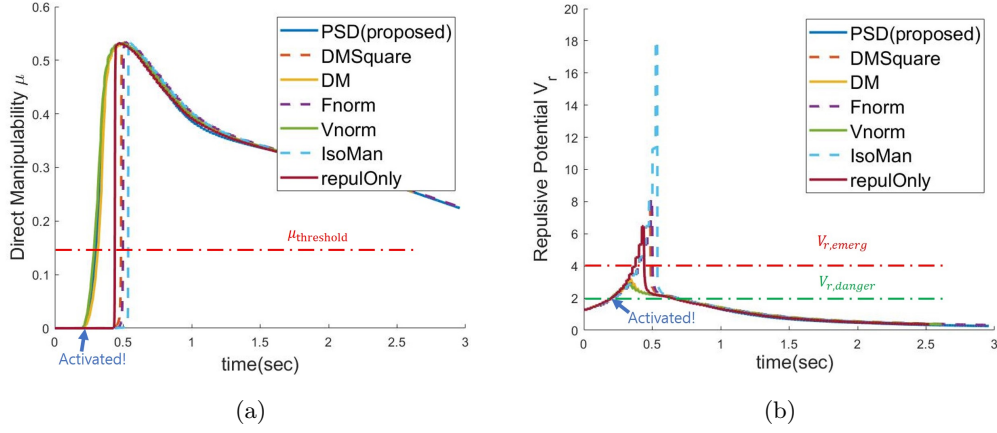 0.6
0.5
0.4
0.3
0.2
0.1
0
Direct Manipulability μ
0 0.5 1 1.5 2 2.5 3
time(sec)
PSD(proposed)
DMSquare
DM
Fnorm
Vnorm
IsoMan
repulOnly
μthreshold
Activated!
(a)
20
18
16
14
12
10
8
6
4
2
0
Repulsive Potential Vr
0 0.5 1 1.5 2 2.5 3
time(sec)
PSD(proposed)
DMSquare
DM
Fnorm
Vnorm
IsoMan
repulOnly
Vr,emerg
Vr,danger
Activated!
(b)